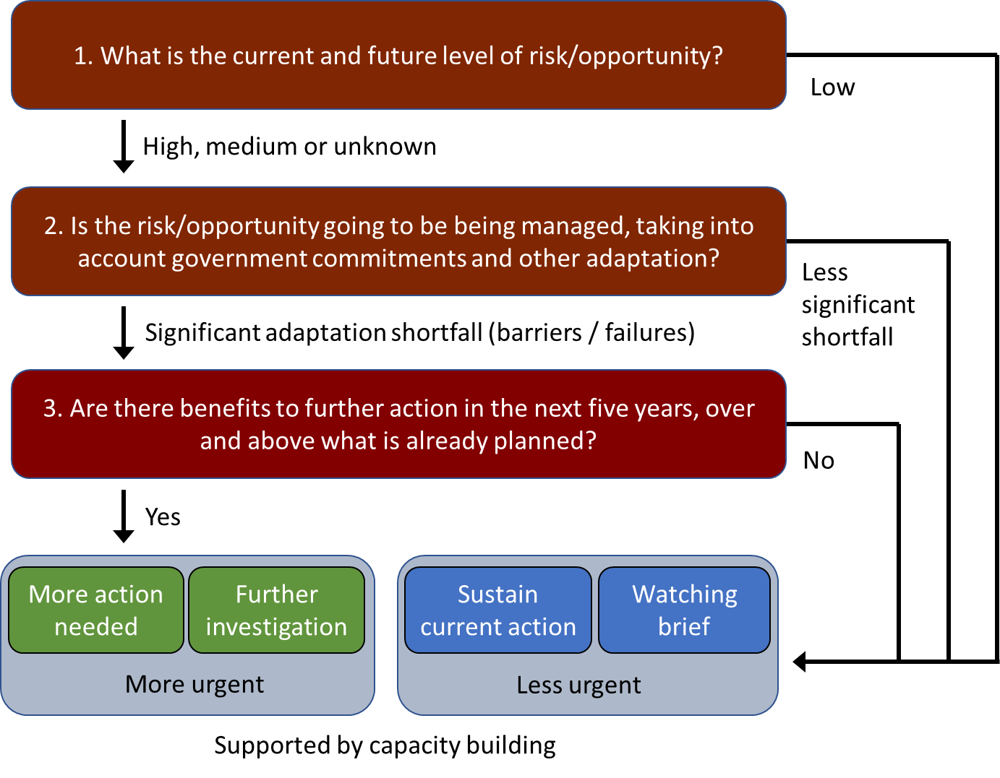 1. What is the current and future level of risk/opportunity?
Low
High, medium or unknown
2. Is the risk/opportunity going to be being managed, taking into
account government commitments and other adaptation?
Less
significant
shortfall
Significant adaptation shortfall (barriers / failures)
3. Are there benefits to further action in the next five years, over
and above what is already planned?
No
Yes
More action
needed
Further
investigation
More urgent
Sustain
current action
Watching
brief
Less urgent
Supported by capacity building